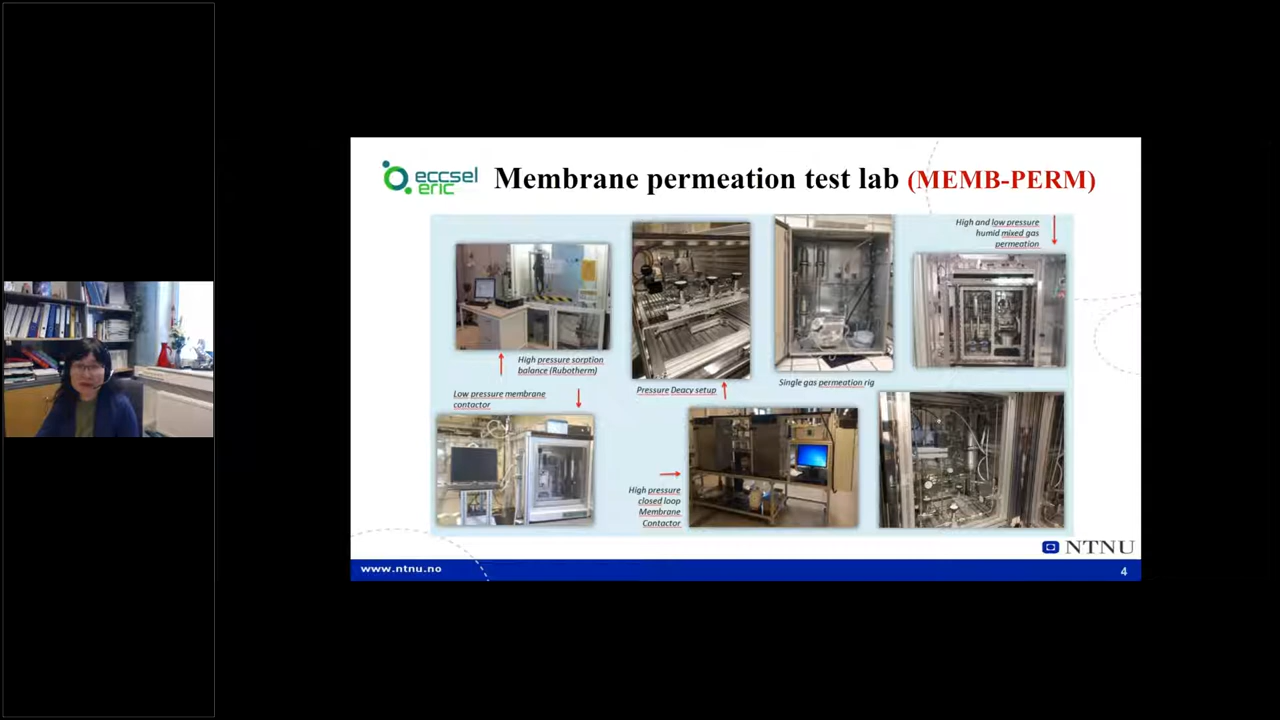 eccsel
eric
Membrane permeation test lab (MEMB-PERM)
High and low pressure
humid mixed gas
permeation
High pressure sorption
balance (Rubotherm)
Pressure Deacy setup
Single gas permeation rig
Low pressure membrane
contactor
High pressure
closed loop
Membrane
Contactor
NTNU
www.ntnu.no
4